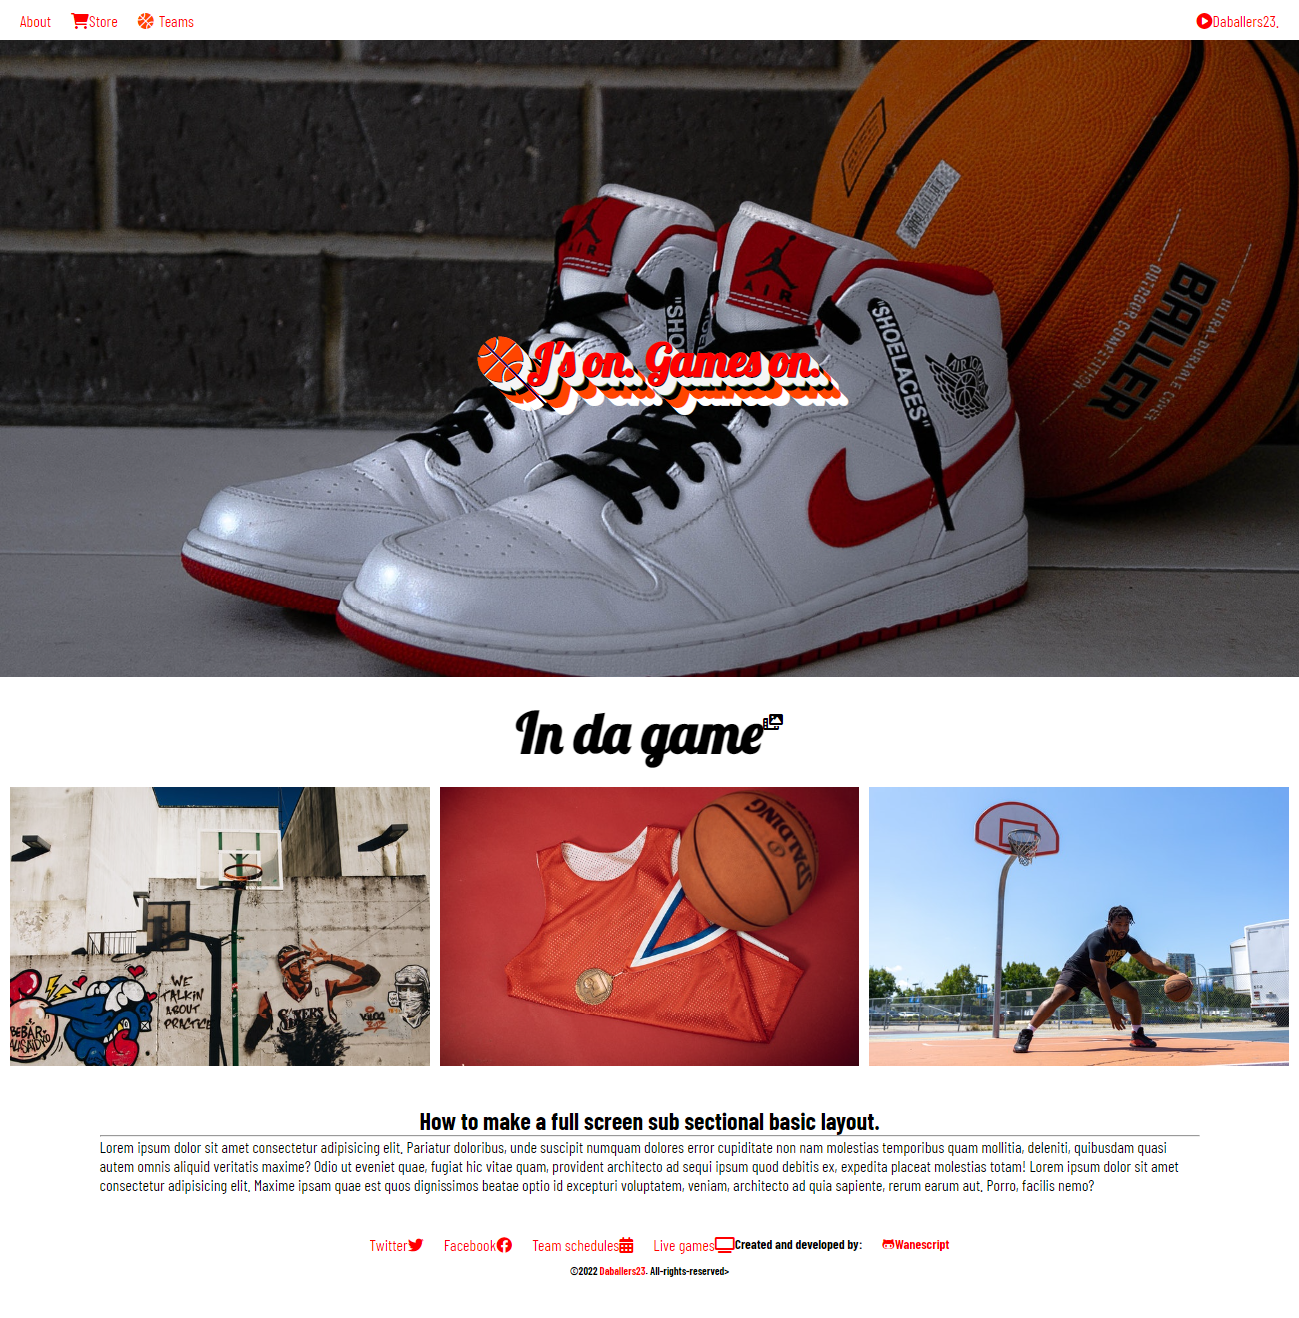 About Store Teams Daballers23.
AIR
AIR
"SHOELACES"
AIR JORDAN
BALLER
OUTDOOR COMPETITION
ULTRA-DURABLE COVER
J's on. Games on.
In da game
WE
TALKIN
ABOUT
PRACTICE
SPALDING
How to make a full screen sub sectional basic layout.
Lorem ipsum dolor sit amet consectetur adipisicing elit. Pariatur doloribus, unde suscipit numquam dolores error cupiditate non nam molestias temporibus quam mollitia, deleniti, quibusdam quasi
autem omnis aliquid veritatis maxime? Odio ut eveniet quae, fugiat hic vitae quam, provident architecto ad sequi ipsum quod debitis ex, expedita placeat molestias totam! Lorem ipsum dolor sit amet
consectetur adipisicing elit. Maxime ipsam quae est quos dignissimos beatae optio id excepturi voluptatem, veniam, architecto ad quia sapiente, rerum earum aut. Porro, facilis nemo?
Twitter Facebook Team schedules Live games Created and developed by: Wanescript
©2022 Daballers23. All-rights-reserved>